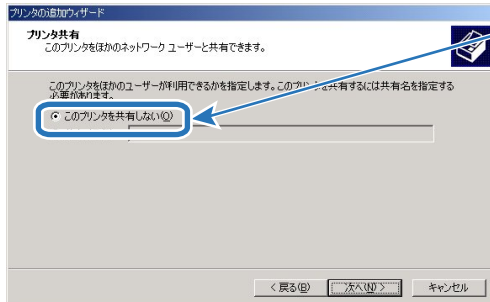 プリンタの追加ウィザード
プリンタ共有
このプリンタをほかのネットワーク ユーザーと共有できます。
このプリンタをほかのユーザーが利用できるかを指定します。このプリンタを共有するには共有名を指定する
必要があります。
このプリンタを共有しない(O)
< 戻る(B)
次へ(N) >
キャンセル